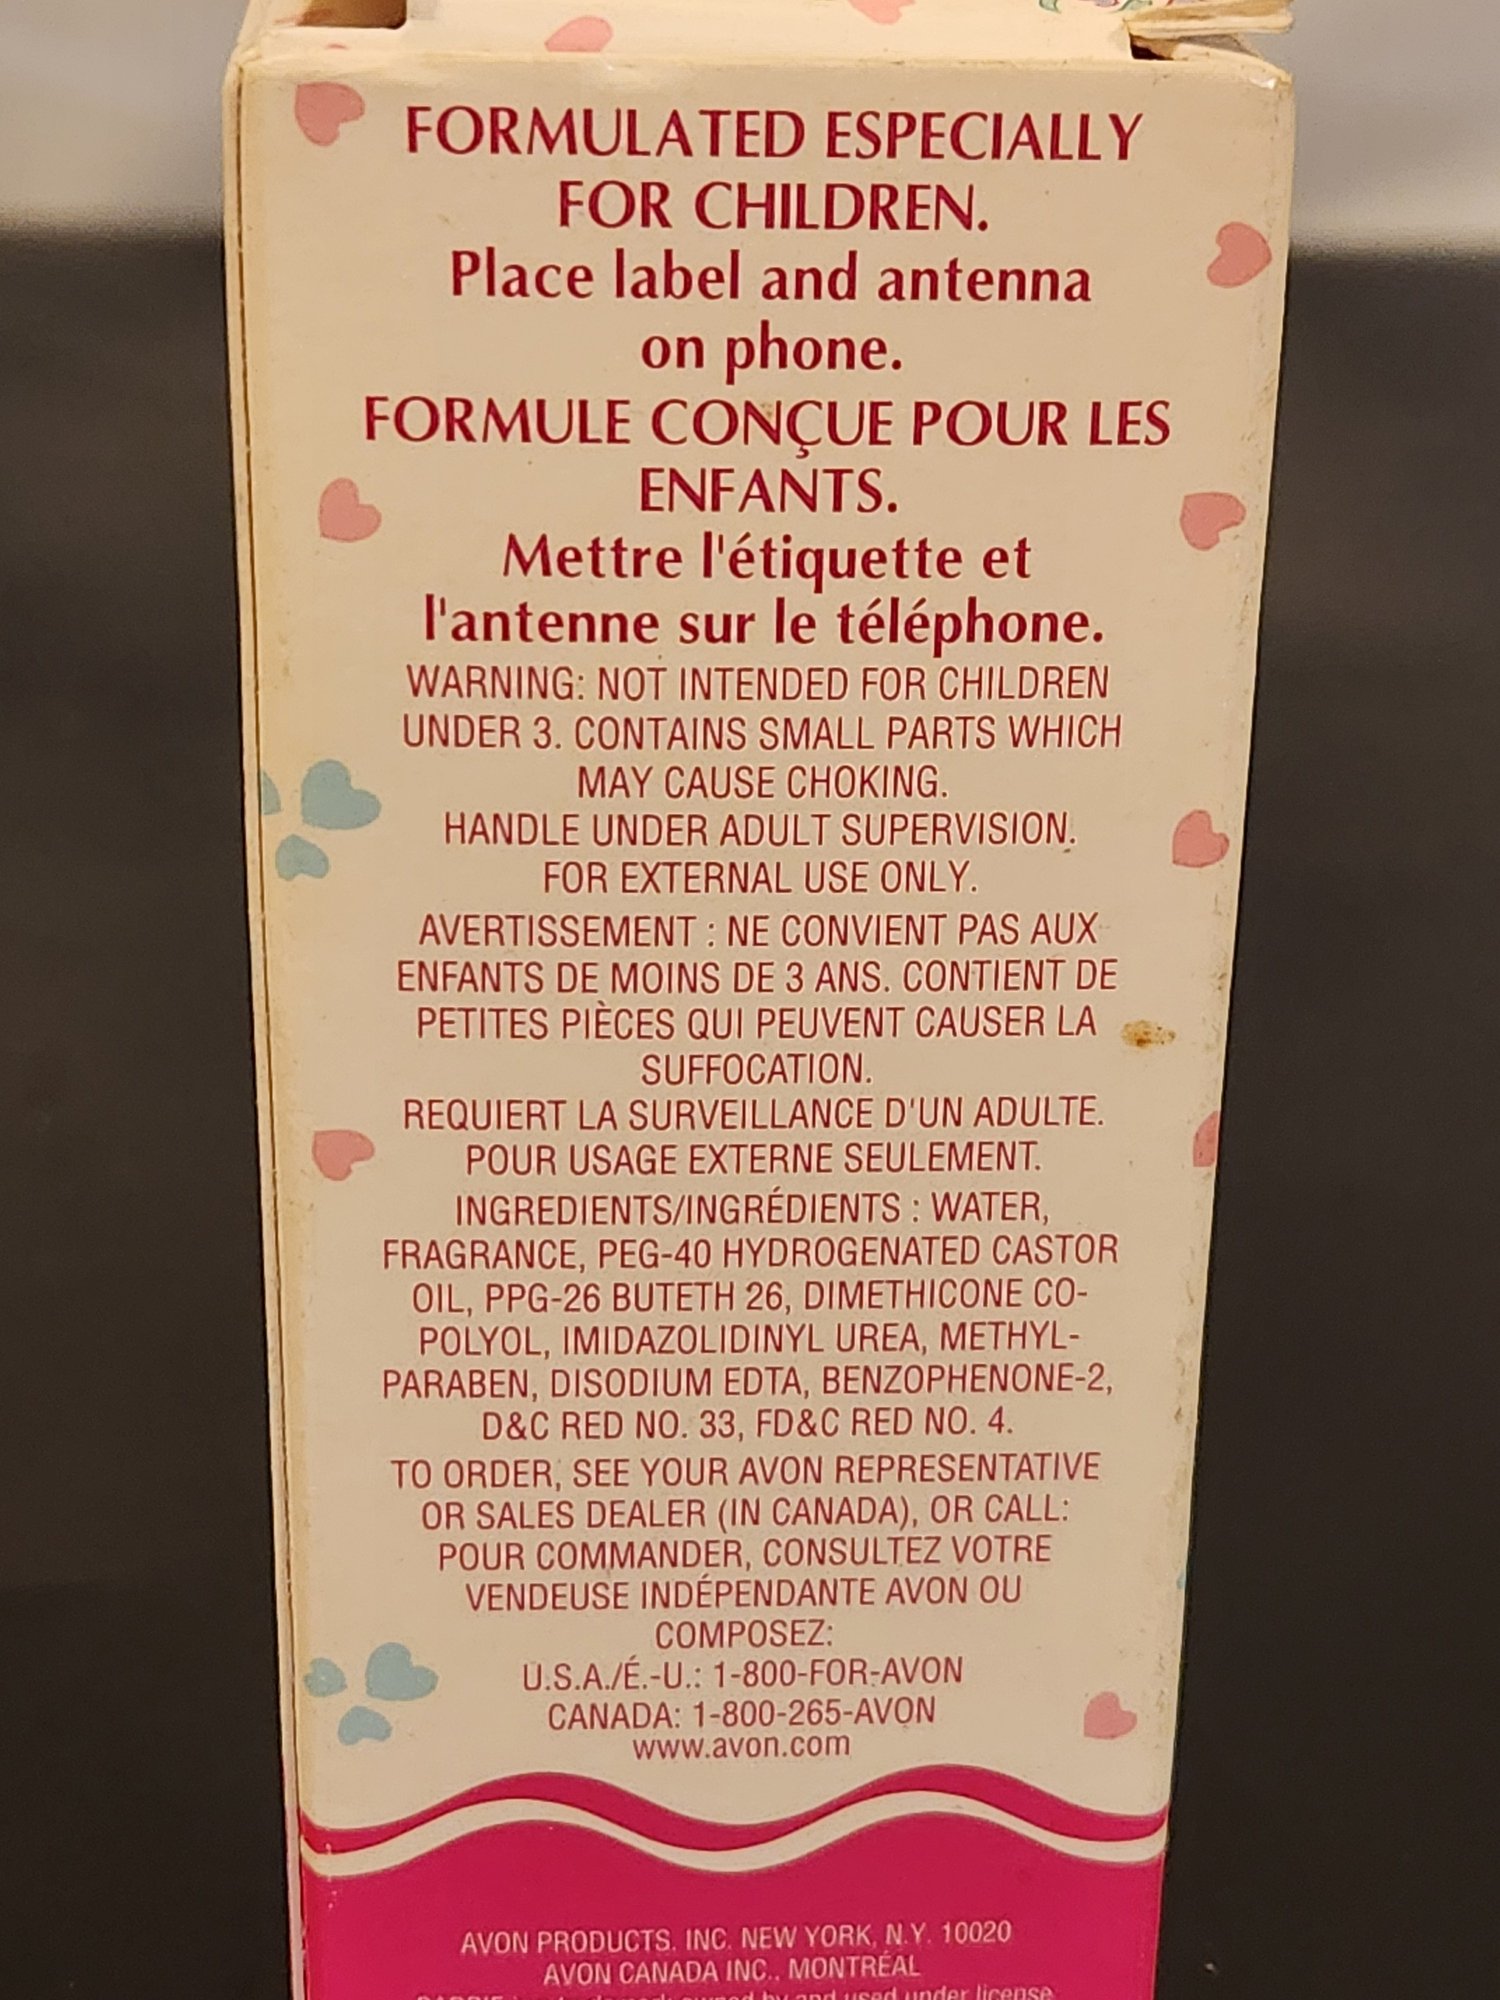 FORMULATED ESPECIALLY
FOR CHILDREN.
Place label and antenna
on phone.
FORMULE CONÇUE POUR LES
ENFANTS.
Mettre l'étiquette et
l'antenne sur le téléphone.
WARNING: NOT INTENDED FOR CHILDREN
UNDER 3. CONTAINS SMALL PARTS WHICH
MAY CAUSE CHOKING.
HANDLE UNDER ADULT SUPERVISION.
FOR EXTERNAL USE ONLY.
AVERTISSEMENT : NE CONVIENT PAS AUX
ENFANTS DE MOINS DE 3 ANS. CONTIENT DE
PETITES PIÈCES QUI PEUVENT CAUSER LA
SUFFOCATION.
REQUIERT LA SURVEILLANCE D'UN ADULTE.
POUR USAGE EXTERNE SEULEMENT.
INGREDIENTS/INGRÉDIENTS : WATER,
FRAGRANCE, PEG-40 HYDROGENATED CASTOR
OIL, PPG-26 BUTETH 26, DIMETHICONE CO-
POLYOL, IMIDAZOLIDINYL UREA, METHYL-
PARABEN, DISODIUM EDTA, BENZOPHENONE-2,
D&C RED NO. 33, FD&C RED NO. 4.
TO ORDER, SEE YOUR AVON REPRESENTATIVE
OR SALES DEALER (IN CANADA), OR CALL:
POUR COMMANDER, CONSULTEZ VOTRE
VENDEUSE INDÉPENDANTE AVON OU
COMPOSEZ:
U.S.A./É.-U.: 1-800-FOR-AVON
CANADA: 1-800-265-AVON
www.avon.com
AVON PRODUCTS, INC. NEW YORK, N.Y. 10020
AVON CANADA INC., MONTRÉAL
owned by and used under license